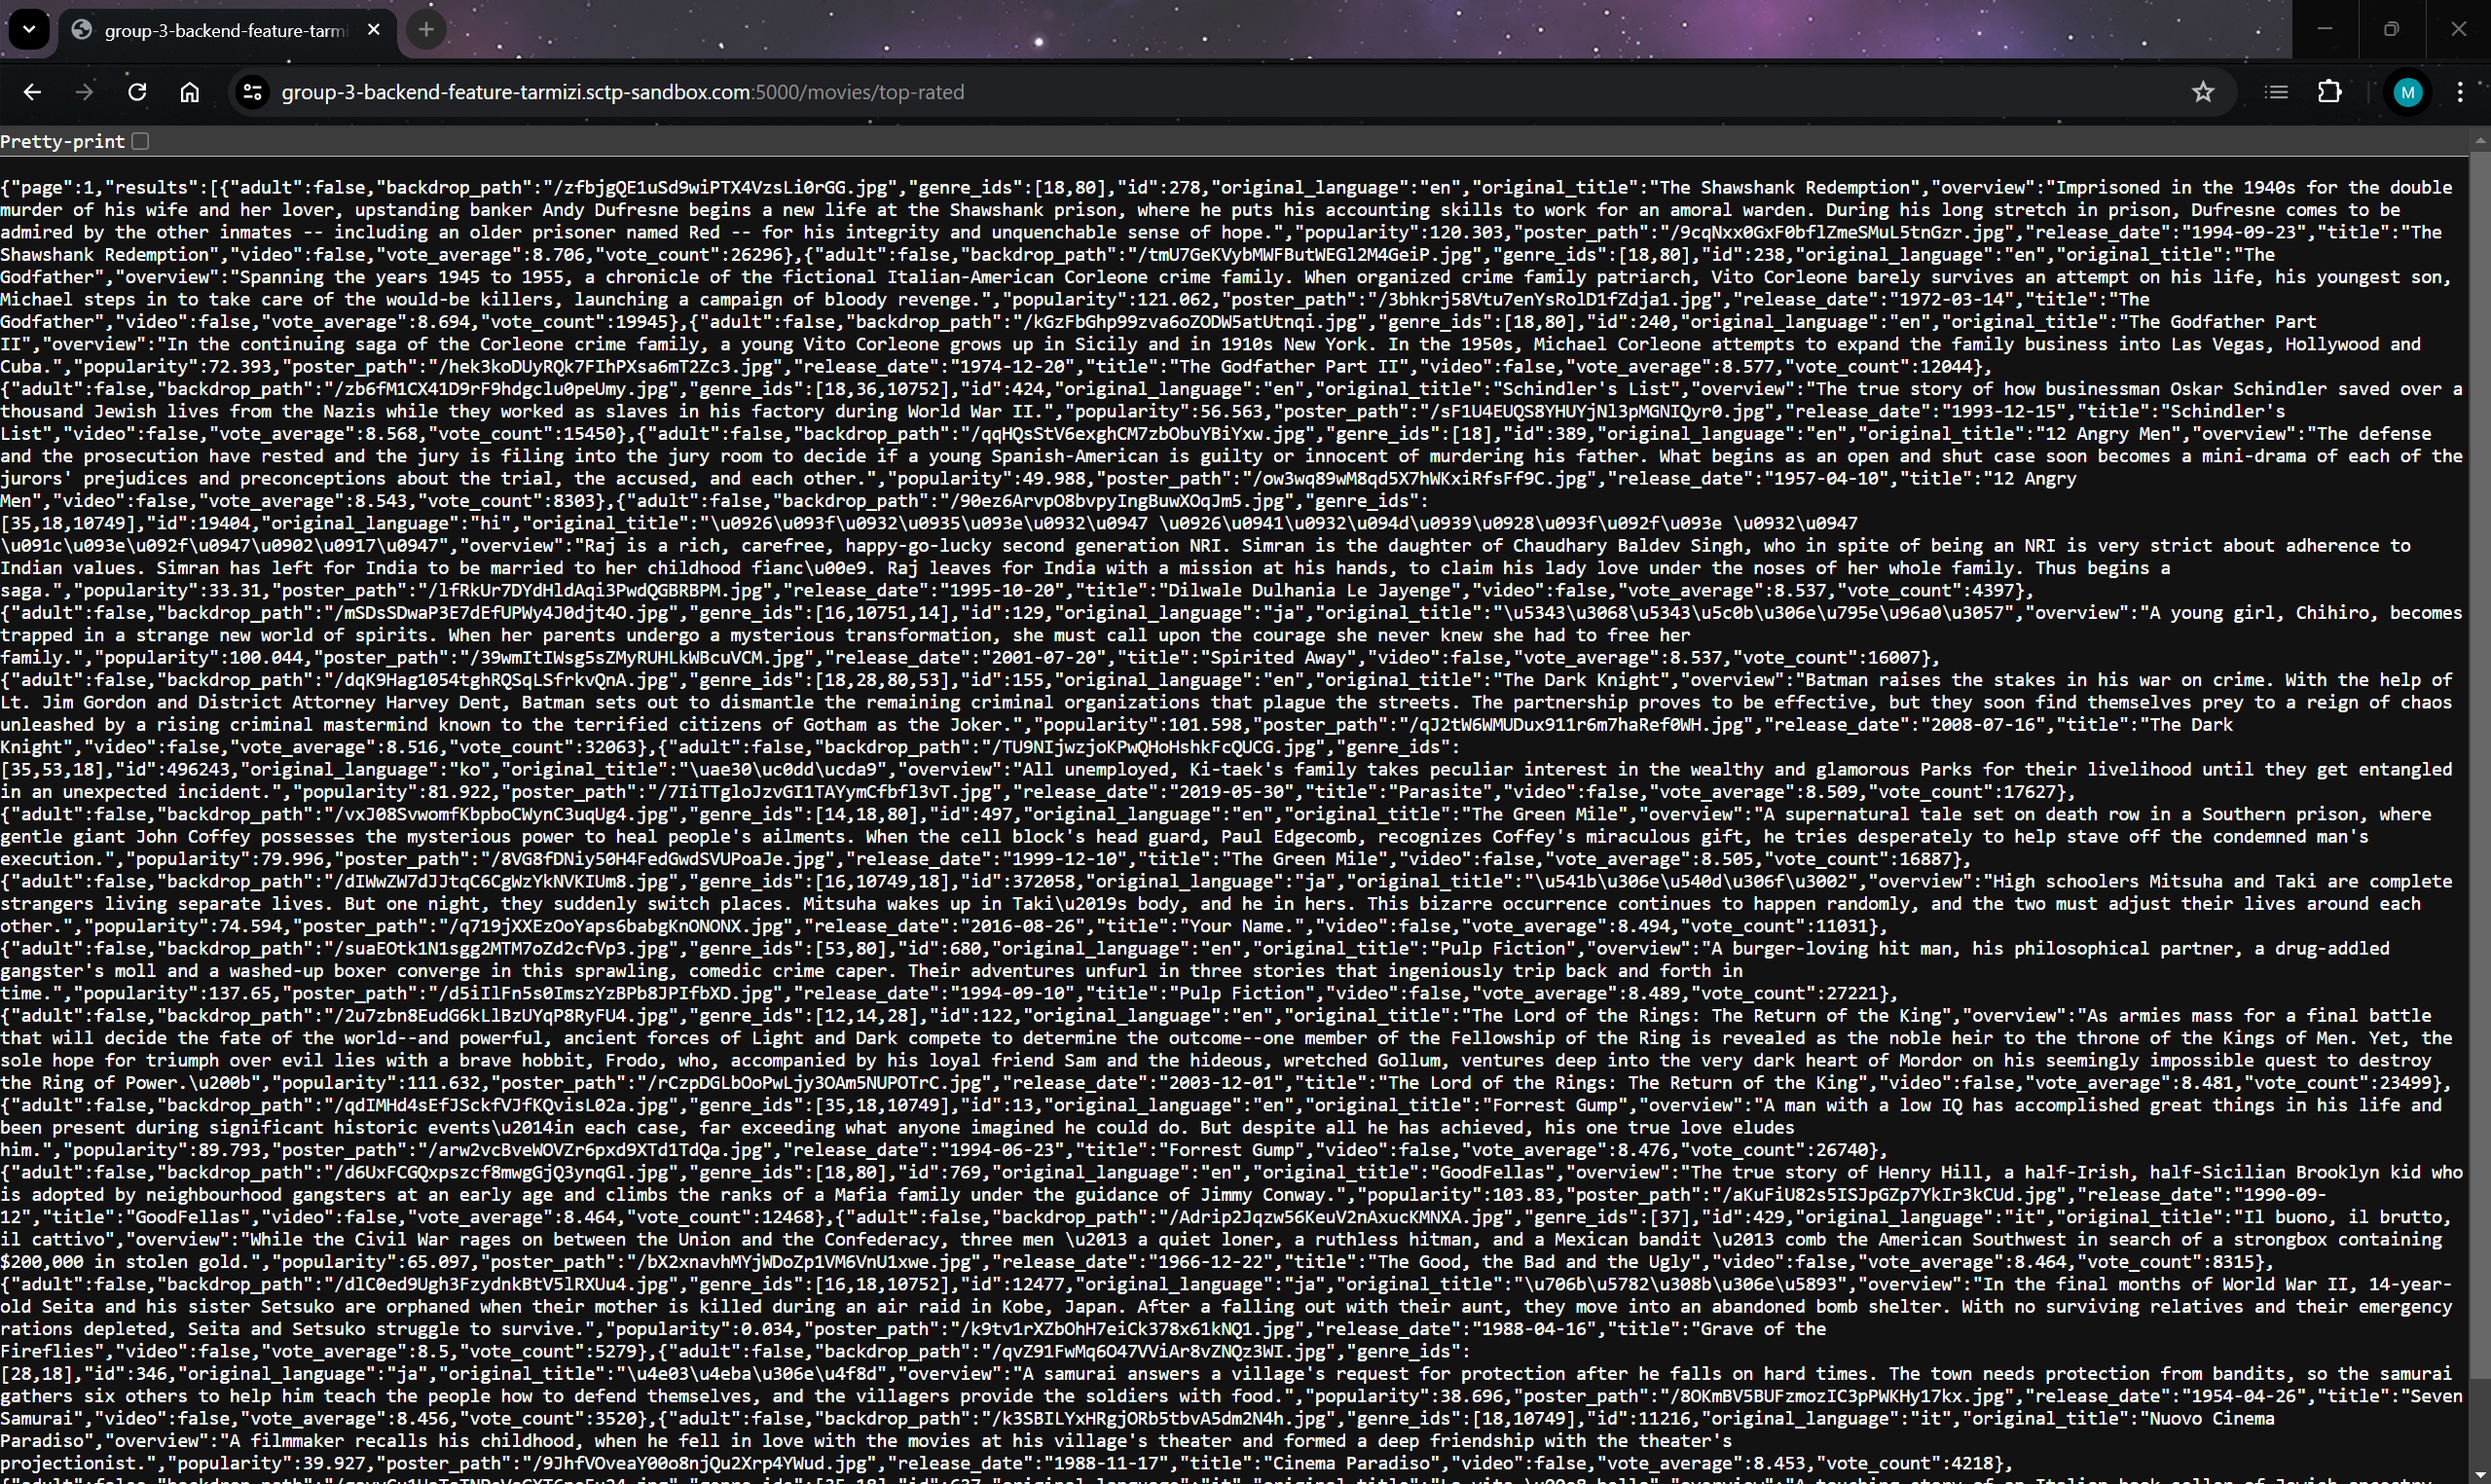 group-3-backend-feature-tarmi
group-3-backend-feature-tarmizi.sctp-sandbox.com:5000/movies/top-rated
M
Pretty-print
{"page":1,"results":[{"adult":false,"backdrop_path":"/zfbjgQE1uSd9wiPTX4VzsLi0rGG.jpg","genre_ids":[18,80],"id":278,"original_language":"en","original_title":"The Shawshank Redemption","overview":"Imprisoned in the 1940s for the double
murder of his wife and her lover, upstanding banker Andy Dufresne begins a new life at the Shawshank prison, where he puts his accounting skills to work for an amoral warden. During his long stretch in prison, Dufresne comes to be
admired by the other inmates -- including an older prisoner named Red -- for his integrity and unquenchable sense of hope.","popularity":120.303,"poster_path":"/9cqNxx0GxF0bflZmeSMuL5tnGzr.jpg","release_date":"1994-09-23","title":"The
Shawshank Redemption","video":false,"vote_average":8.706,"vote_count":26296},{"adult":false,"backdrop_path":"/tmU7GeKVybMWFButWEGl2M4GeiP.jpg","genre_ids":[18,80],"id":238,"original_language":"en","original_title":"The
Godfather","overview":"Spanning the years 1945 to 1955, a chronicle of the fictional Italian-American Corleone crime family. When organized crime family patriarch, Vito Corleone barely survives an attempt on his life, his youngest son,
Michael steps in to take care of the would-be killers, launching a campaign of bloody revenge.","popularity":121.062,"poster_path":"/3bhkrj58Vtu7enYsRolD1fZdja1.jpg","release_date":"1972-03-14","title":"The
Godfather","video":false,"vote_average":8.694,"vote_count":19945},{"adult":false,"backdrop_path":"/kGzFbGhp99zva6oZODW5atUtnqi.jpg","genre_ids":[18,80],"id":240,"original_language":"en","original_title":"The Godfather Part
II","overview":"In the continuing saga of the Corleone crime family, a young Vito Corleone grows up in Sicily and in 1910s New York. In the 1950s, Michael Corleone attempts to expand the family business into Las Vegas, Hollywood and
Cuba.","popularity":72.393,"poster_path":"/hek3koDUyRQk7FIhPXsa6mT2Zc3.jpg","release_date":"1974-12-20","title":"The Godfather Part II","video":false,"vote_average":8.577,"vote_count":12044},
{"adult":false,"backdrop_path":"/zb6fM1CX41D9rF9hdgclu0peUmy.jpg","genre_ids":[18,36,10752],"id":424,"original_language":"en","original_title":"Schindler's List","overview":"The true story of how businessman Oskar Schindler saved over a
thousand Jewish lives from the Nazis while they worked as slaves in his factory during World War II.","popularity":56.563,"poster_path":"/sF1U4EUQS8YHUYjNl3pMGNIQyr0.jpg","release_date":"1993-12-15","title":"Schindler's
List","video":false,"vote_average":8.568,"vote_count":15450},{"adult":false,"backdrop_path":"/qqHQsStV6exghCM7zbObuYBiYxw.jpg","genre_ids":[18],"id":389,"original_language":"en","original_title":"12 Angry Men","overview":"The defense
and the prosecution have rested and the jury is filing into the jury room to decide if a young Spanish-American is guilty or innocent of murdering his father. What begins as an open and shut case soon becomes a mini-drama of each of the
jurors' prejudices and preconceptions about the trial, the accused, and each other.","popularity":49.988,"poster_path":"/ow3wq89wM8qd5X7hWKxiRfsFf9C.jpg","release_date":"1957-04-10","title":"12 Angry
Men","video":false,"vote_average":8.543,"vote_count":8303},{"adult":false,"backdrop_path":"/90ez6ArvpO8bvpyIngBuwXOqJm5.jpg","genre_ids":
[35,18,10749],"id":19404,"original_language":"hi","original_title":"\u0926\u093f\u0932\u0935\u093e\u0932\u0947 \u0926\u0941\u0932\u094d\u0939\u0928\u093f\u092f\u093e \u0932\u0947
\u091c\u093e\u092f\u0947\u0902\u0917\u0947","overview":"Raj is a rich, carefree, happy-go-lucky second generation NRI. Simran is the daughter of Chaudhary Baldev Singh, who in spite of being an NRI is very strict about adherence to
Indian values. Simran has left for India to be married to her childhood fianc\u00e9. Raj leaves for India with a mission at his hands, to claim his lady love under the noses of her whole family. Thus begins a
saga.","popularity":33.31,"poster_path":"/lfRkUr7DYdHldAqi3PwdQGBRBPM.jpg","release_date":"1995-10-20","title":"Dilwale Dulhania Le Jayenge","video":false,"vote_average":8.537,"vote_count":4397},
{"adult":false,"backdrop_path":"/mSDsSDwaP3E7dEfUPWy4J0djt4O.jpg","genre_ids":[16,10751,14],"id":129,"original_language":"ja","original_title":"\u5343\u3068\u5343\u5c0b\u306e\u795e\u96a0\u3057","overview":"A young girl, Chihiro, becomes
trapped in a strange new world of spirits. When her parents undergo a mysterious transformation, she must call upon the courage she never knew she had to free her
family.","popularity":100.044,"poster_path":"/39wmItIWsg5sZMyRUHLkWBcuVCM.jpg","release_date":"2001-07-20","title":"Spirited Away","video":false,"vote_average":8.537,"vote_count":16007},
{"adult":false,"backdrop_path":"/dqK9Hag1054tghRQSqLSfrkvQnA.jpg","genre_ids":[18,28,80,53],"id":155,"original_language":"en","original_title":"The Dark Knight","overview":"Batman raises the stakes in his war on crime. With the help of
Lt. Jim Gordon and District Attorney Harvey Dent, Batman sets out to dismantle the remaining criminal organizations that plague the streets. The partnership proves to be effective, but they soon find themselves prey to a reign of chaos
unleashed by a rising criminal mastermind known to the terrified citizens of Gotham as the Joker.","popularity":101.598,"poster_path":"/qJ2tW6WMUDux911r6m7haRef0WH.jpg","release_date":"2008-07-16","title":"The Dark
Knight","video":false,"vote_average":8.516,"vote_count":32063},{"adult":false,"backdrop_path":"/TU9NIjwzjoKPwQHoHshkFcQUCG.jpg","genre_ids":
[35,53,18],"id":496243,"original_language":"ko","original_title":"\uae30\uc0dd\ucda9","overview":"All unemployed, Ki-taek's family takes peculiar interest in the wealthy and glamorous Parks for their livelihood until they get entangled
in an unexpected incident.","popularity":81.922,"poster_path":"/7IiTTgloJzvGI1TAYymCfbfl3vT.jpg","release_date":"2019-05-30","title":"Parasite","video":false,"vote_average":8.509,"vote_count":17627},
{"adult":false,"backdrop_path":"/vxJ08SvwomfKbpboCWynC3uqUg4.jpg","genre_ids":[14,18,80],"id":497,"original_language":"en","original_title":"The Green Mile","overview":"A supernatural tale set on death row in a Southern prison, where
gentle giant John Coffey possesses the mysterious power to heal people's ailments. When the cell block's head guard, Paul Edgecomb, recognizes Coffey's miraculous gift, he tries desperately to help stave off the condemned man's
execution.","popularity":79.996,"poster_path":"/8VG8fDNiy50H4FedGwdSVUPoaJe.jpg","release_date":"1999-12-10","title":"The Green Mile","video":false,"vote_average":8.505,"vote_count":16887},
{"adult":false,"backdrop_path":"/dIWwZW7dJJtqC6CgWzYkNVKIUm8.jpg","genre_ids":[16,10749,18],"id":372058,"original_language":"ja","original_title":"\u541b\u306e\u540d\u306f\u3002","overview":"High schoolers Mitsuha and Taki are complete
strangers living separate lives. But one night, they suddenly switch places. Mitsuha wakes up in Taki\u2019s body, and he in hers. This bizarre occurrence continues to happen randomly, and the two must adjust their lives around each
other.","popularity":74.594,"poster_path":"/q719jXXEzOoYaps6babgKnONONX.jpg","release_date":"2016-08-26","title":"Your Name.","video":false,"vote_average":8.494,"vote_count":11031},
{"adult":false,"backdrop_path":"/suaEOtk1N1sgg2MTM7oZd2cfVp3.jpg","genre_ids":[53,80],"id":680,"original_language":"en","original_title":"Pulp Fiction","overview":"A burger-loving hit man, his philosophical partner, a drug-addled
gangster's moll and a washed-up boxer converge in this sprawling, comedic crime caper. Their adventures unfurl in three stories that ingeniously trip back and forth in
time.","popularity":137.65,"poster_path":"/d5iIlFn5s0ImszYzBPb8JPIfbXD.jpg","release_date":"1994-09-10","title":"Pulp Fiction","video":false,"vote_average":8.489,"vote_count":27221},
{"adult":false,"backdrop_path":"/2u7zbn8EudG6kLlBzUYqP8RyFU4.jpg","genre_ids":[12,14,28],"id":122,"original_language":"en","original_title":"The Lord of the Rings: The Return of the King","overview":"As armies mass for a final battle
that will decide the fate of the world--and powerful, ancient forces of Light and Dark compete to determine the outcome--one member of the Fellowship of the Ring is revealed as the noble heir to the throne of the Kings of Men. Yet, the
sole hope for triumph over evil lies with a brave hobbit, Frodo, who, accompanied by his loyal friend Sam and the hideous, wretched Gollum, ventures deep into the very dark heart of Mordor on his seemingly impossible quest to destroy
the Ring of Power.\u200b","popularity":111.632,"poster_path":"/rCzpDGLbOoPwLjy3OAm5NUPOTrC.jpg","release_date":"2003-12-01","title":"The Lord of the Rings: The Return of the King","video":false,"vote_average":8.481,"vote_count":23499},
{"adult":false,"backdrop_path":"/qdIMHd4sEfJSckfVJfKQvisL02a.jpg","genre_ids":[35,18,10749],"id":13,"original_language":"en","original_title":"Forrest Gump","overview":"A man with a low IQ has accomplished great things in his life and
been present during significant historic events\u2014in each case, far exceeding what anyone imagined he could do. But despite all he has achieved, his one true love eludes
him.","popularity":89.793,"poster_path":"/arw2vcBveWOVZr6pxd9XTd1TdQa.jpg","release_date":"1994-06-23","title":"Forrest Gump","video":false,"vote_average":8.476,"vote_count":26740},
{"adult":false,"backdrop_path":"/d6UxFCGQxpszcf8mwgGjQ3ynqGl.jpg","genre_ids":[18,80],"id":769,"original_language":"en","original_title":"GoodFellas","overview":"The true story of Henry Hill, a half-Irish, half-Sicilian Brooklyn kid who
is adopted by neighbourhood gangsters at an early age and climbs the ranks of a Mafia family under the guidance of Jimmy Conway.","popularity":103.83,"poster_path":"/aKuFiU82s5ISJpGZp7YkIr3kCUd.jpg","release_date":"1990-09-
12","title":"GoodFellas","video":false,"vote_average":8.464,"vote_count":12468},{"adult":false,"backdrop_path":"/Adrip2Jqzw56KeuV2nAxucKMNXA.jpg","genre_ids":[37],"id":429,"original_language":"it","original_title":"Il buono, il brutto,
il cattivo","overview":"While the Civil War rages on between the Union and the Confederacy, three men \u2013 a quiet loner, a ruthless hitman, and a Mexican bandit \u2013 comb the American Southwest in search of a strongbox containing
$200,000 in stolen gold.","popularity":65.097,"poster_path":"/bX2xnavhMYjWDoZp1VM6VnU1xwe.jpg","release_date":"1966-12-22","title":"The Good, the Bad and the Ugly","video":false,"vote_average":8.464,"vote_count":8315},
{"adult":false,"backdrop_path":"/dlC0ed9Ugh3FzydnkBtV5lRXUu4.jpg","genre_ids":[16,18,10752],"id":12477,"original_language":"ja","original_title":"\u706b\u5782\u308b\u306e\u5893","overview":"In the final months of World War II, 14-year-
old Seita and his sister Setsuko are orphaned when their mother is killed during an air raid in Kobe, Japan. After a falling out with their aunt, they move into an abandoned bomb shelter. With no surviving relatives and their emergency
rations depleted, Seita and Setsuko struggle to survive.","popularity":0.034,"poster_path":"/k9tv1rXZbOhH7eiCk378x61kNQ1.jpg","release_date":"1988-04-16","title":"Grave of the
Fireflies","video":false,"vote_average":8.5,"vote_count":5279},{"adult":false,"backdrop_path":"/qvZ91FwMq6O47VViAr8vZNQz3WI.jpg","genre_ids":
[28,18],"id":346,"original_language":"ja","original_title":"\u4e03\u4eba\u306e\u4f8d","overview":"A samurai answers a village's request for protection after he falls on hard times. The town needs protection from bandits, so the samurai
gathers six others to help him teach the people how to defend themselves, and the villagers provide the soldiers with food.","popularity":38.696,"poster_path":"/8OKmBV5BUFzmozIC3pPWKHy17kx.jpg","release_date":"1954-04-26","title":"Seven
Samurai","video":false,"vote_average":8.456,"vote_count":3520},{"adult":false,"backdrop_path":"/k3SBILYxHRgjORb5tbvA5dm2N4h.jpg","genre_ids":[18,10749],"id":11216,"original_language":"it","original_title":"Nuovo Cinema
Paradiso","overview":"A filmmaker recalls his childhood, when he fell in love with the movies at his village's theater and formed a deep friendship with the theater's
projectionist.","popularity":39.927,"poster_path":"/9JhfVOveaY00o8njQu2Xrp4YWud.jpg","release_date":"1988-11-17","title":"Cinema Paradiso","video":false,"vote_average":8.453,"vote_count":4218},